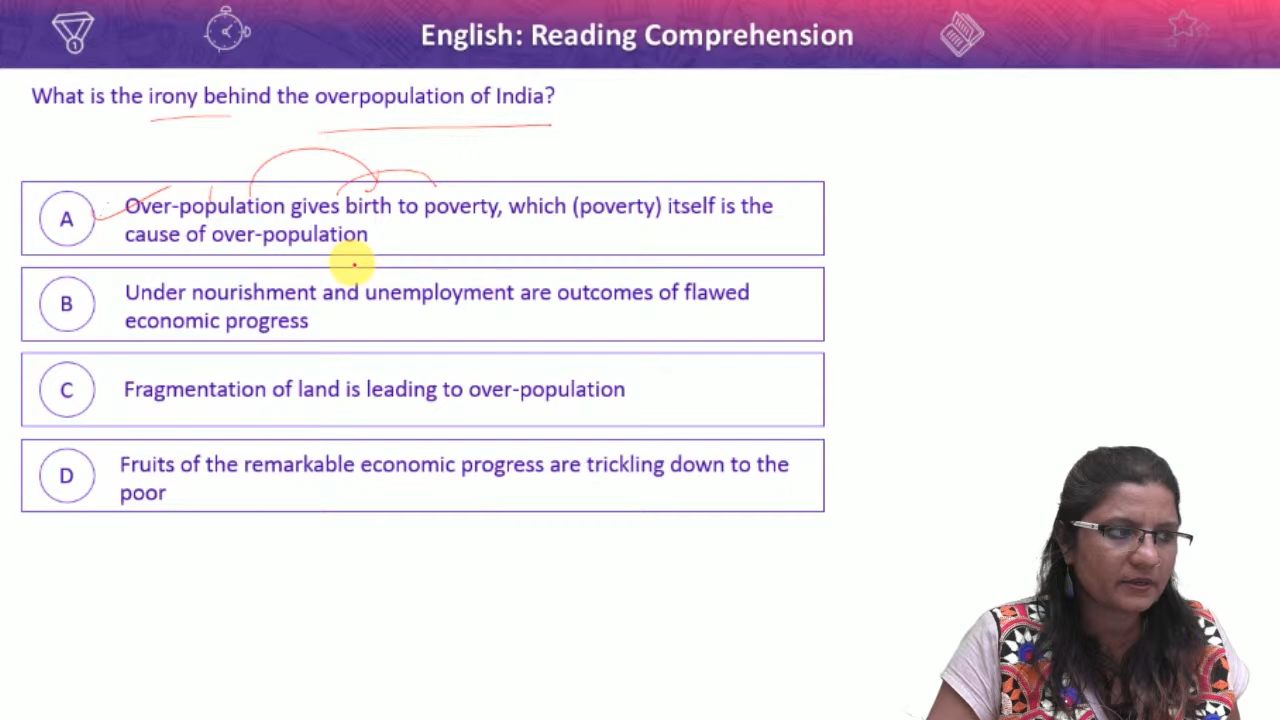 English: Reading Comprehension
What is the irony behind the overpopulation of India?
A
Over-population gives birth to poverty, which (poverty) itself is the
cause of over-population
B
Under nourishment and unemployment are outcomes of flawed
economic progress
C
Fragmentation of land is leading to over-population
D
Fruits of the remarkable economic progress are trickling down to the
poor